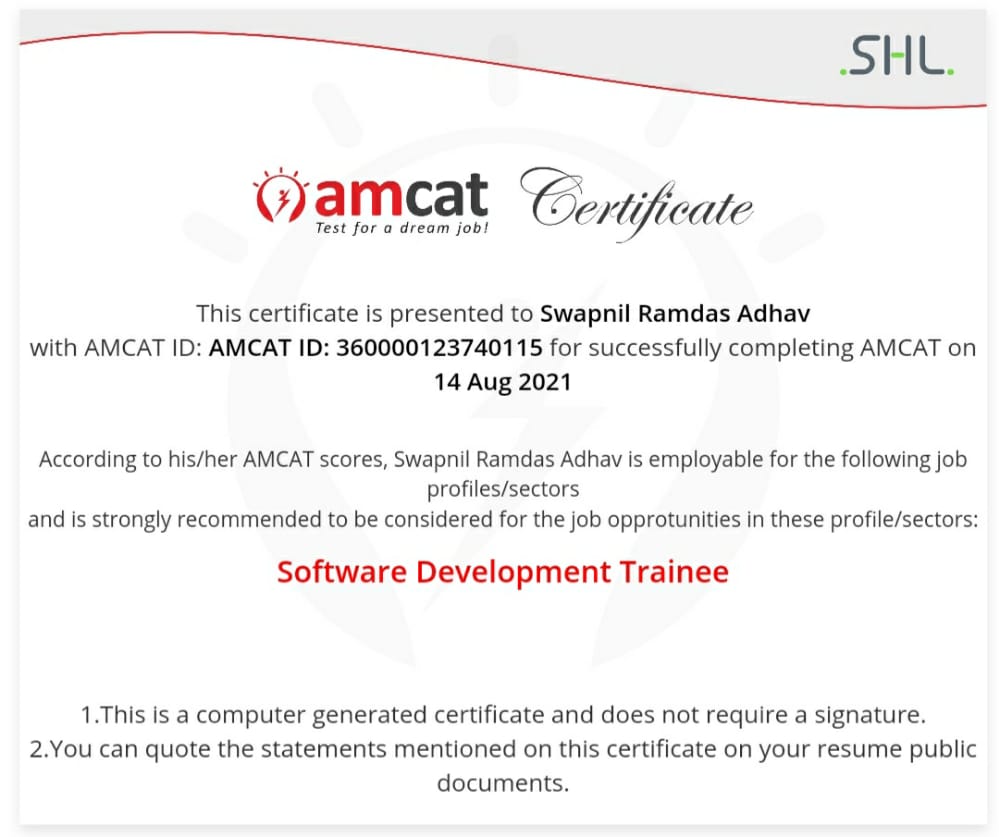 .SHL.
amcat Certificate
Test for a dream job!
This certificate is presented to Swapnil Ramdas Adhav
with AMCAT ID: AMCAT ID: 360000123740115 for successfully completing AMCAT on
14 Aug 2021
According to his/her AMCAT scores, Swapnil Ramdas Adhav is employable for the following job
profiles/sectors
and is strongly recommended to be considered for the job opprotunities in these profile/sectors:
Software Development Trainee
1.This is a computer generated certificate and does not require a signature.
2.You can quote the statements mentioned on this certificate on your resume public
documents.